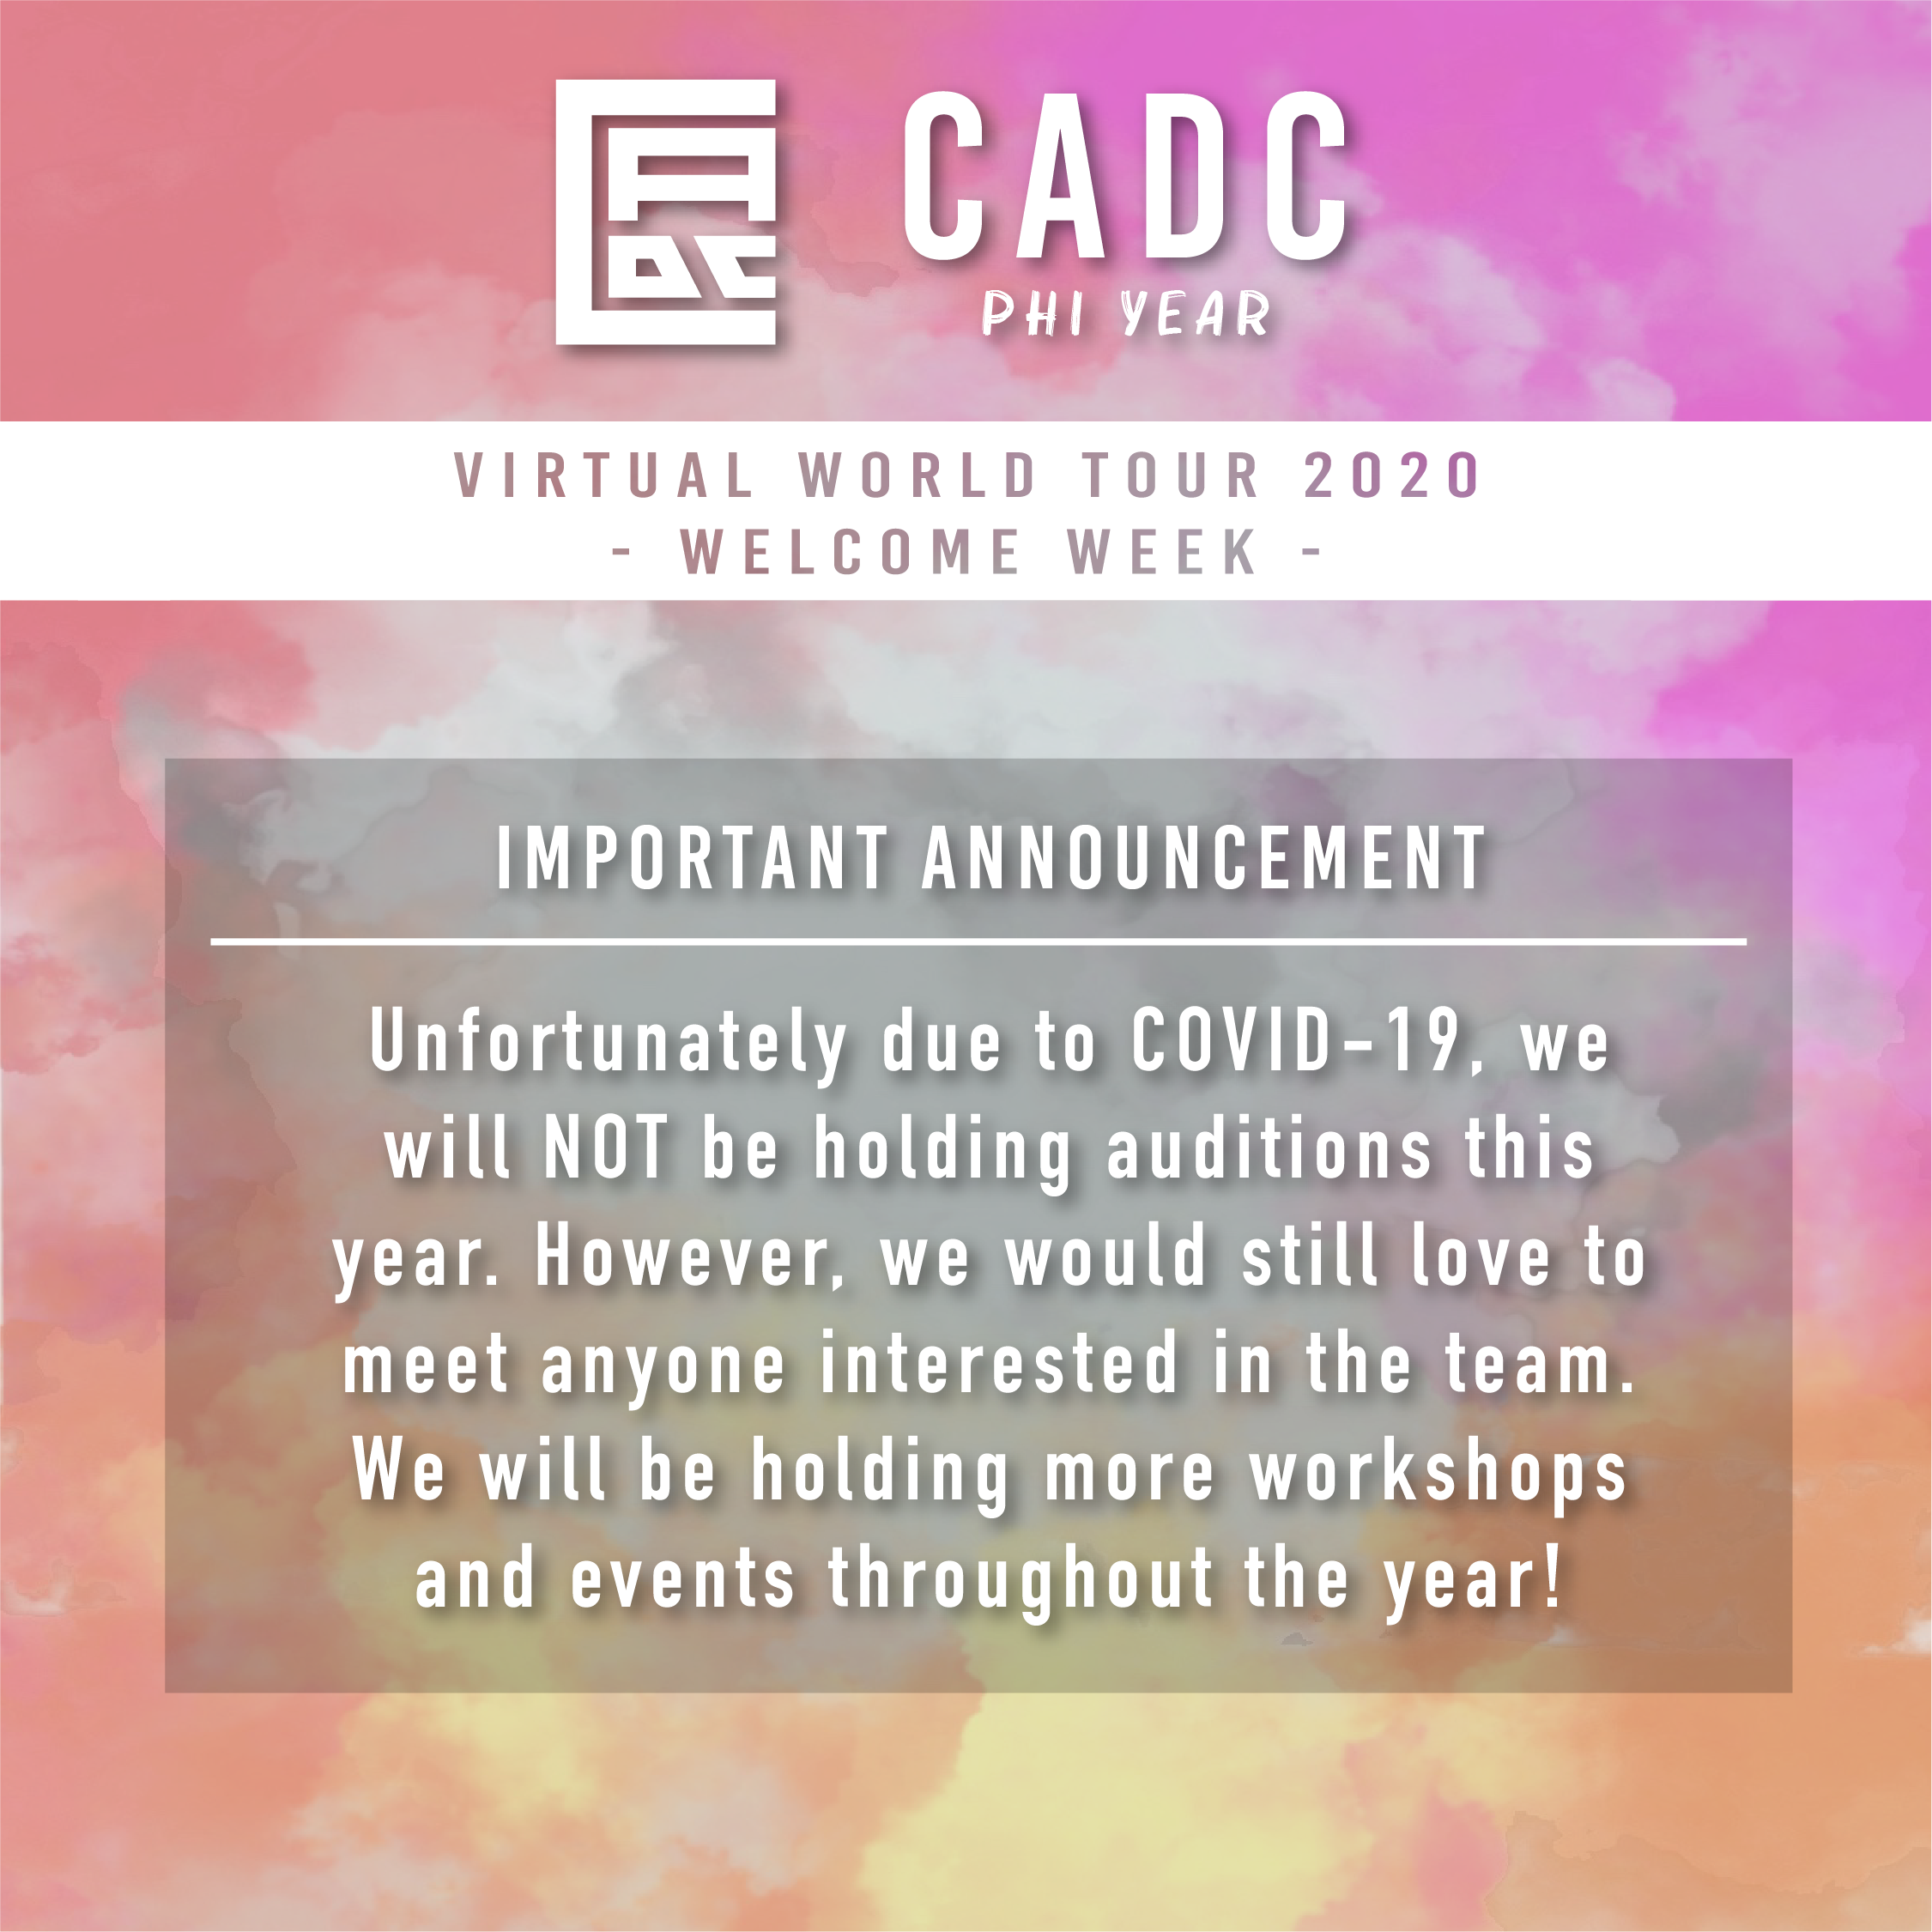 CADC
PHI YEAR
VIRTUAL WORLD TOUR 2020
- WELCOME WEEK -
IMPORTANT ANNOUNCEMENT
Unfortunately due to COVID-19, we
will NOT be holding auditions this
year. However, we would still love to
meet anyone interested in the team.
We will be holding more workshops
and events throughout the year!